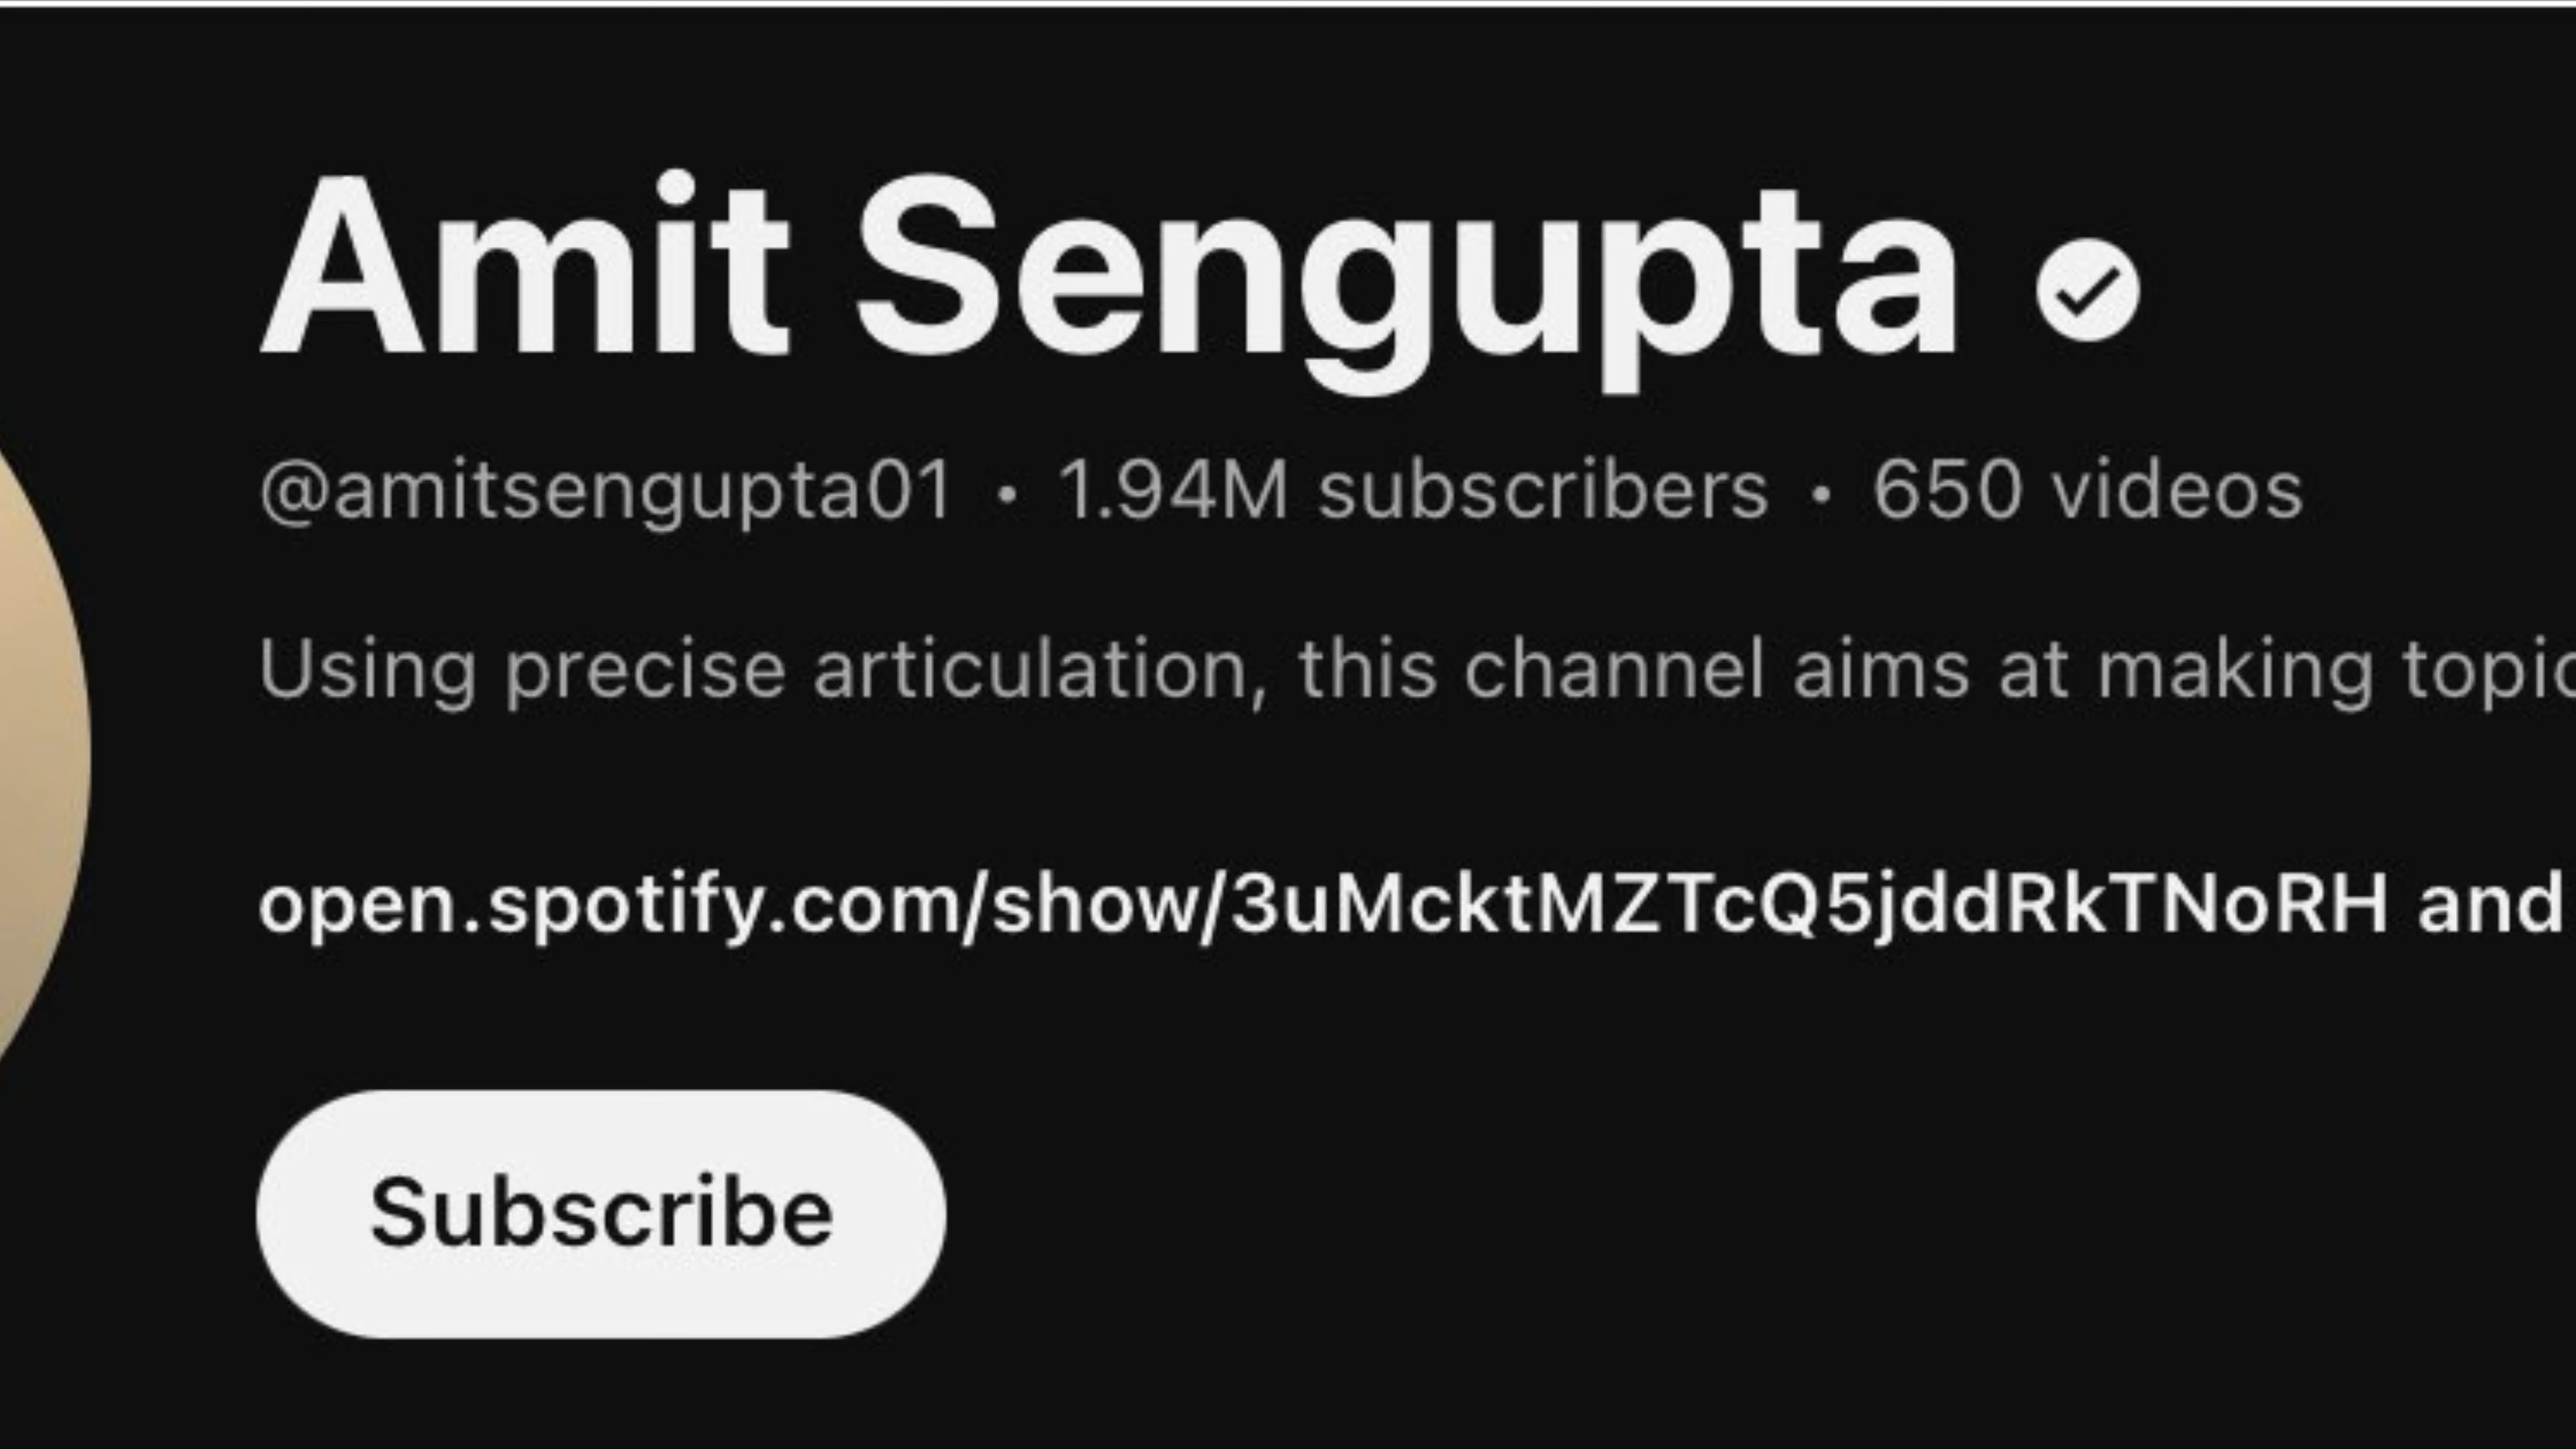 Amit Sengupta
@amitsengupta01 • 1.94M subscribers • 650 videos
Using precise articulation, this channel aims at making topic
open.spotify.com/show/3uMcktMZTcQ5jddRkTNoRH and
Subscribe